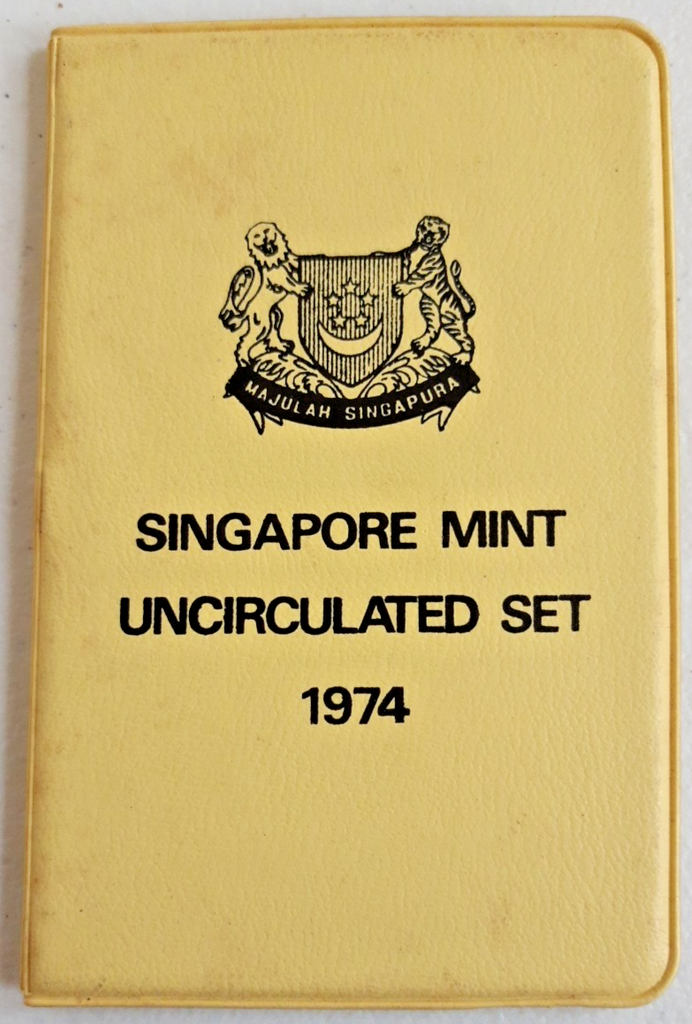 MAJULAH SINGAPURA
SINGAPORE MINT
UNCIRCULATED SET
1974